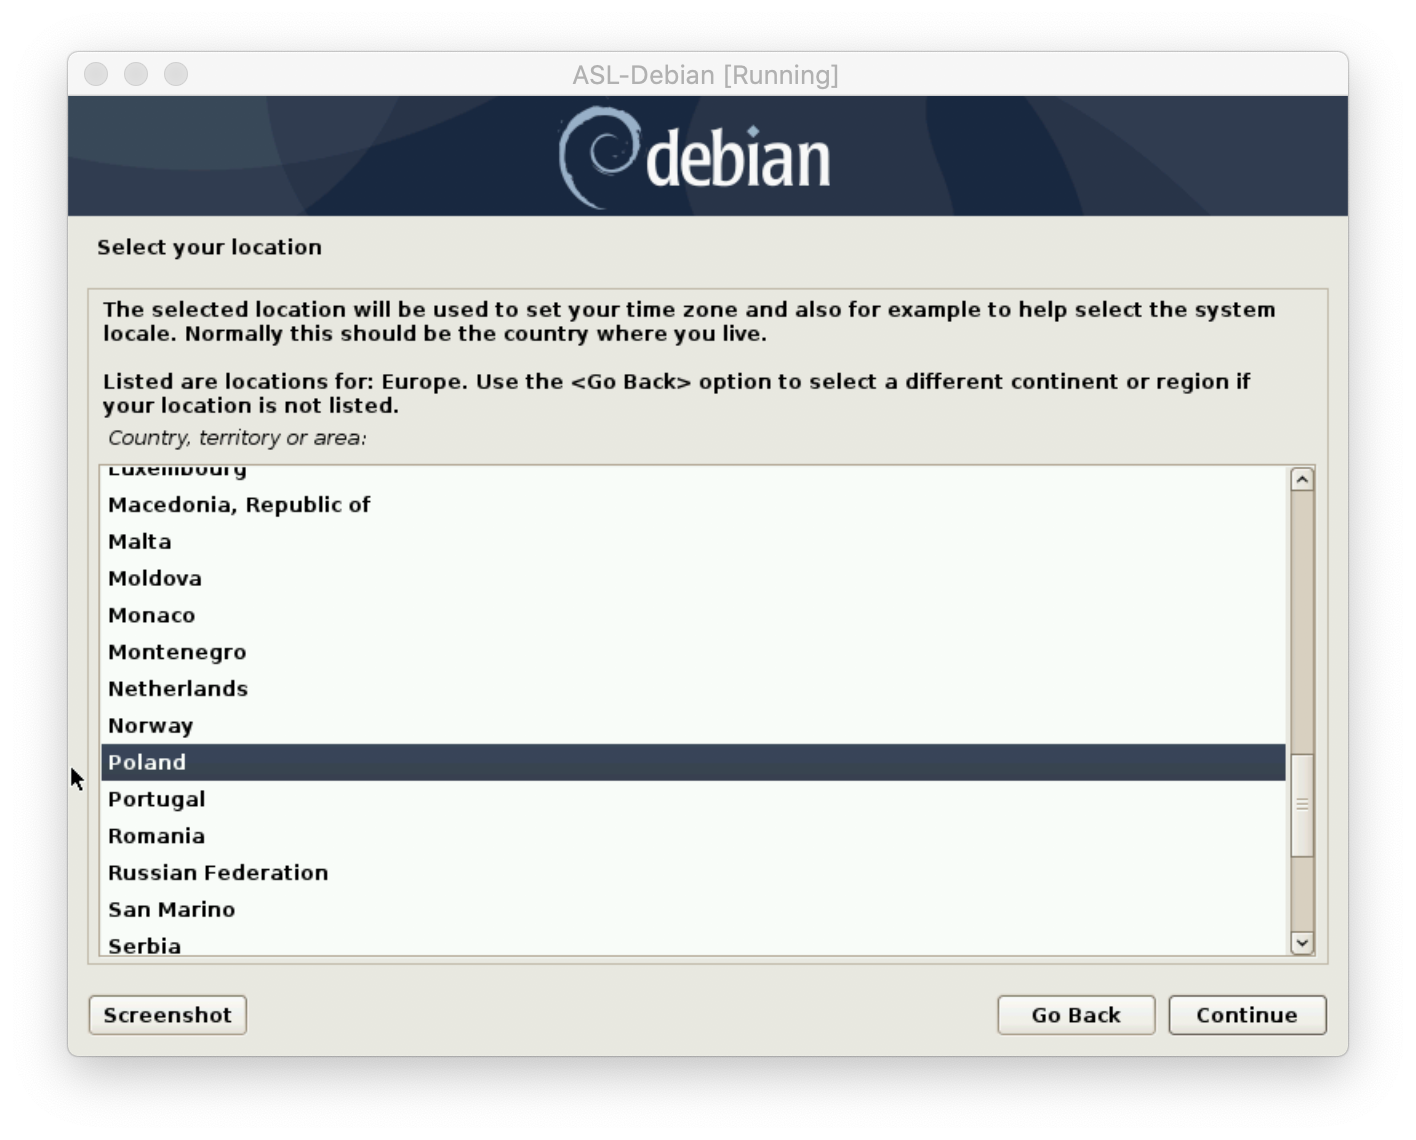 ASL-Debian [Running]
debian
Select your location
The selected location will be used to set your time zone and also for example to help select the system
locale. Normally this should be the country where you live.
Listed are locations for: Europe. Use the <Go Back> option to select a different continent or region if
your location is not listed.
Country, territory or area:
Luxembourg
Macedonia, Republic of
Malta
Moldova
Monaco
Montenegro
Netherlands
Norway
Poland
Portugal
Romania
Russian Federation
San Marino
Serbia
Screenshot
Go Back
Continue